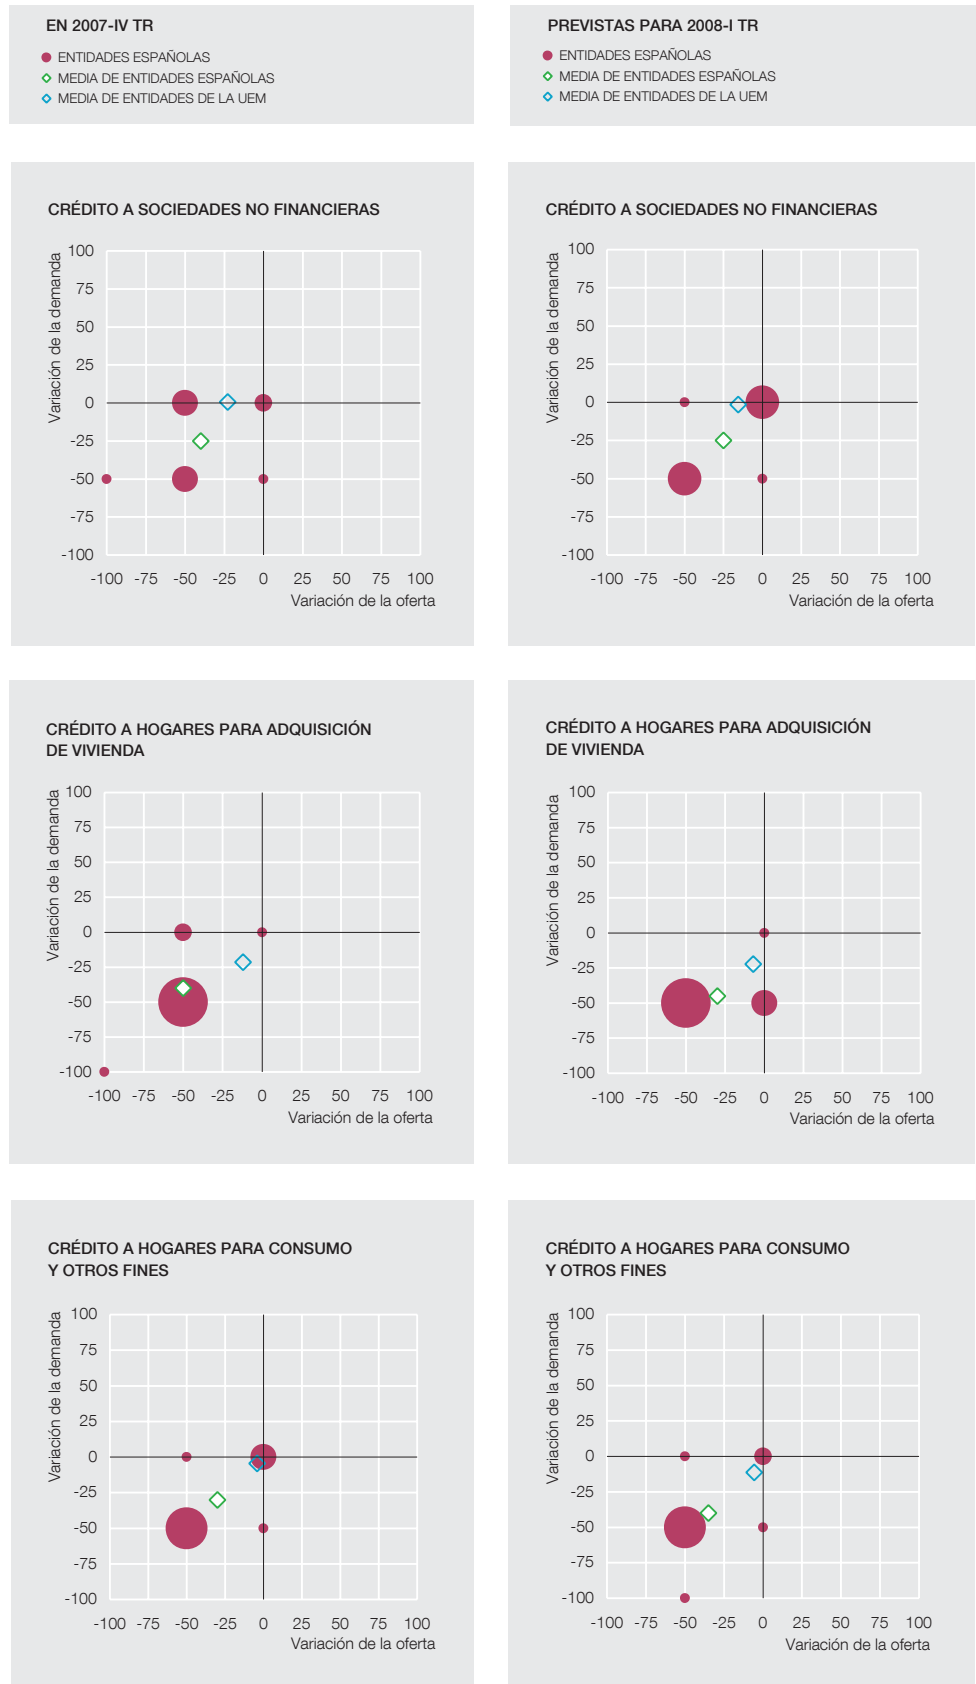 EN 2007-IV TR
ENTIDADES ESPAÑOLAS
MEDIA DE ENTIDADES ESPAÑOLAS
MEDIA DE ENTIDADES DE LA UEM
PREVISTAS PARA 2008-I TR
ENTIDADES ESPAÑOLAS
MEDIA DE ENTIDADES ESPAÑOLAS
MEDIA DE ENTIDADES DE LA UEM
CRÉDITO A SOCIEDADES NO FINANCIERAS
Variación de la demanda
100
75
50
25
0
-25
-50
-75
-100
-100 -75 -50 -25 0 25 50 75 100
Variación de la oferta
CRÉDITO A SOCIEDADES NO FINANCIERAS
Variación de la demanda
100
75
50
25
0
-25
-50
-75
-100
-100 -75 -50 -25 0 25 50 75 100
Variación de la oferta
CRÉDITO A HOGARES PARA ADQUISICIÓN
DE VIVIENDA
Variación de la demanda
100
75
50
25
0
-25
-50
-75
-100
-100 -75 -50 -25 0 25 50 75 100
Variación de la oferta
CRÉDITO A HOGARES PARA ADQUISICIÓN
DE VIVIENDA
Variación de la demanda
100
75
50
25
0
-25
-50
-75
-100
-100 -75 -50 -25 0 25 50 75 100
Variación de la oferta
CRÉDITO A HOGARES PARA CONSUMO
Y OTROS FINES
Variación de la demanda
100
75
50
25
0
-25
-50
-75
-100
-100 -75 -50 -25 0 25 50 75 100
Variación de la oferta
CRÉDITO A HOGARES PARA CONSUMO
Y OTROS FINES
Variación de la demanda
100
75
50
25
0
-25
-50
-75
-100
-100 -75 -50 -25 0 25 50 75 100
Variación de la oferta